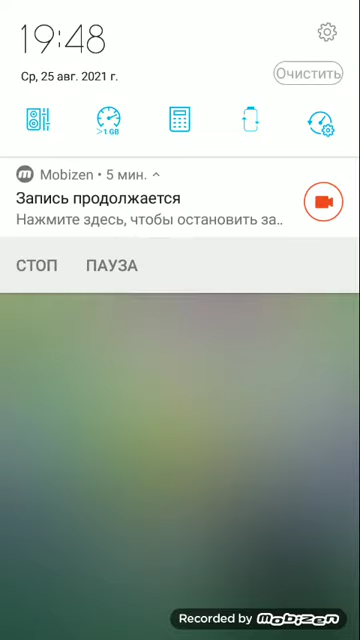 19:48
Ср, 25 авг. 2021 г.
Очистить
>1 GB
m Mobizen • 5 мин.
Запись продолжается
Нажмите здесь, чтобы остановить за..
СТОП ПАУЗА
Recorded by mobizen